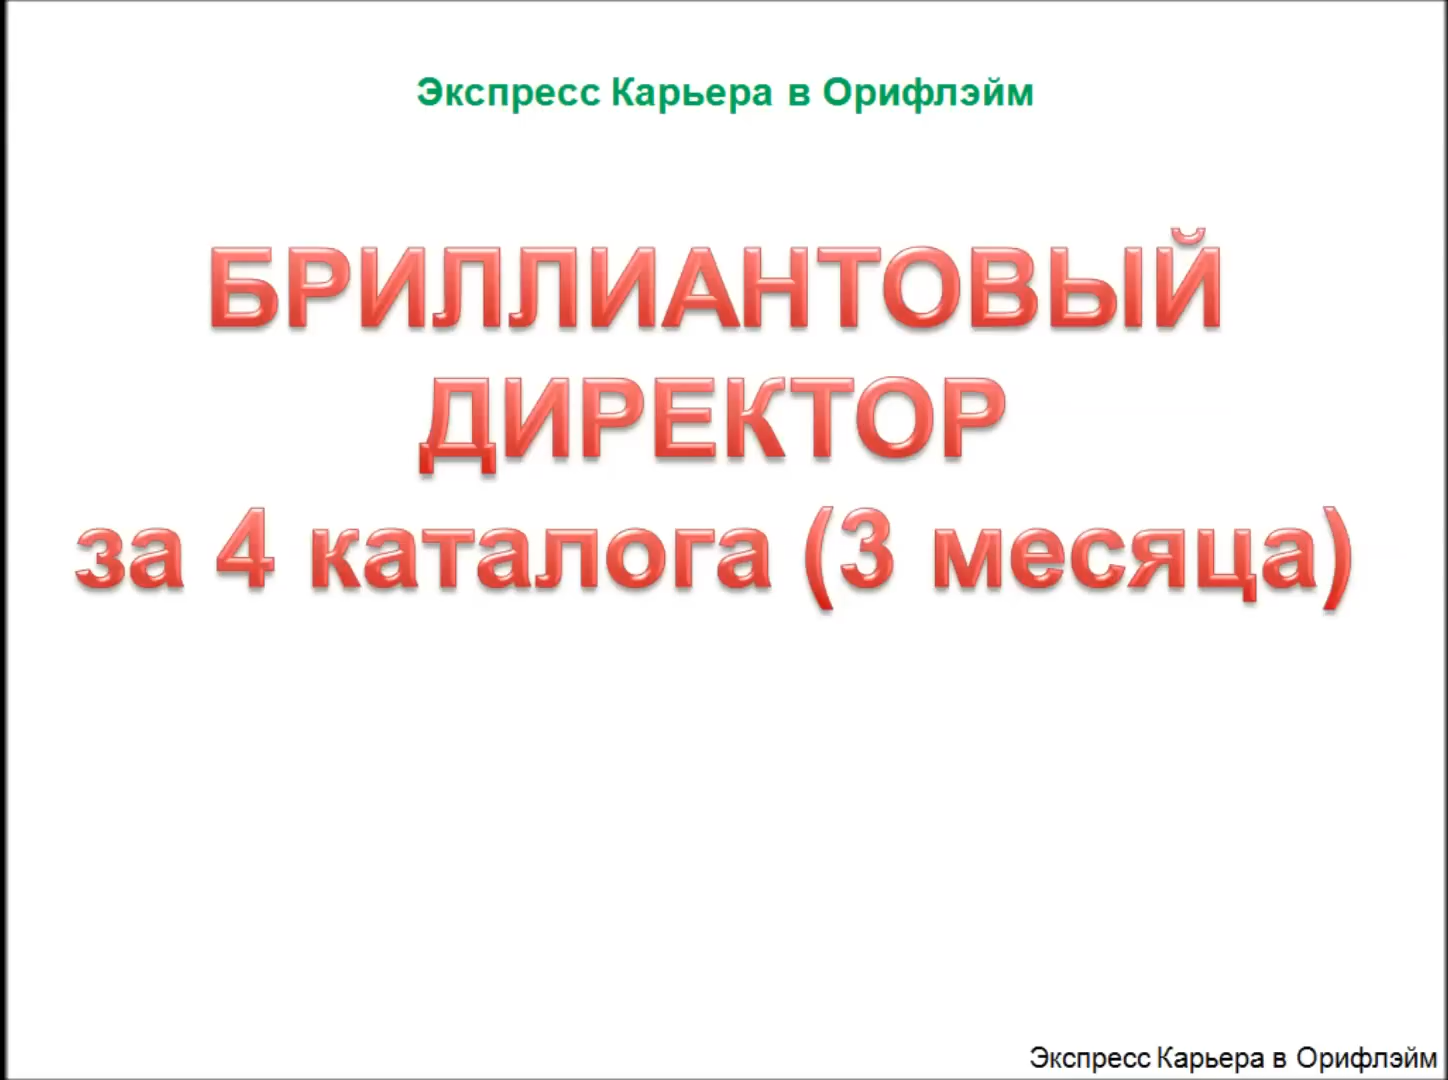 Экспресс Карьера в Орифлэйм
БРИЛЛИАНТОВЫЙ
ДИРЕКТОР
за 4 каталога (3 месяца)
Экспресс Карьера в Орифлэйм